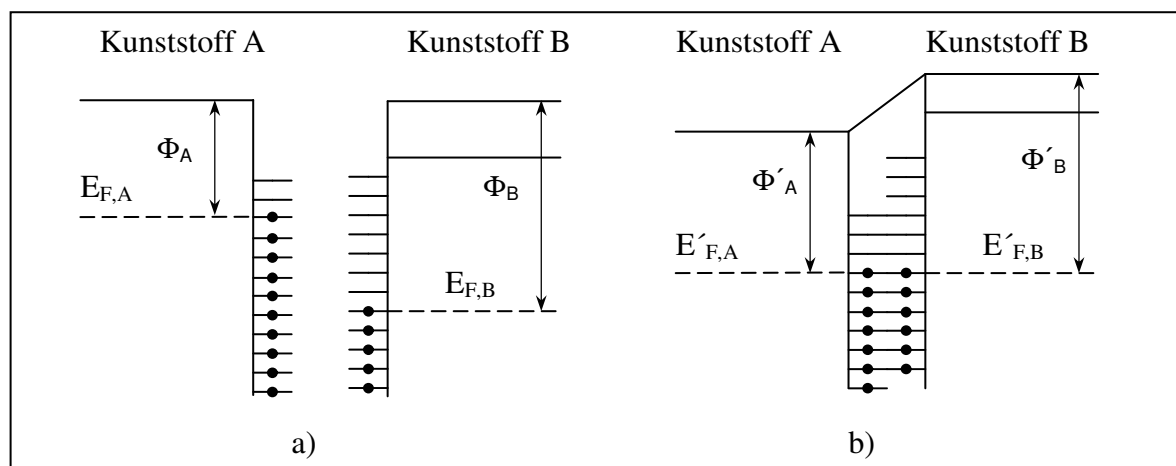 Kunststoff A
Kunststoff B
Φ_A
E_F,A
Φ_B
E_F,B
a)
Kunststoff A
Kunststoff B
Φ´_A
Φ´_B
E´_F,A
E´_F,B
b)